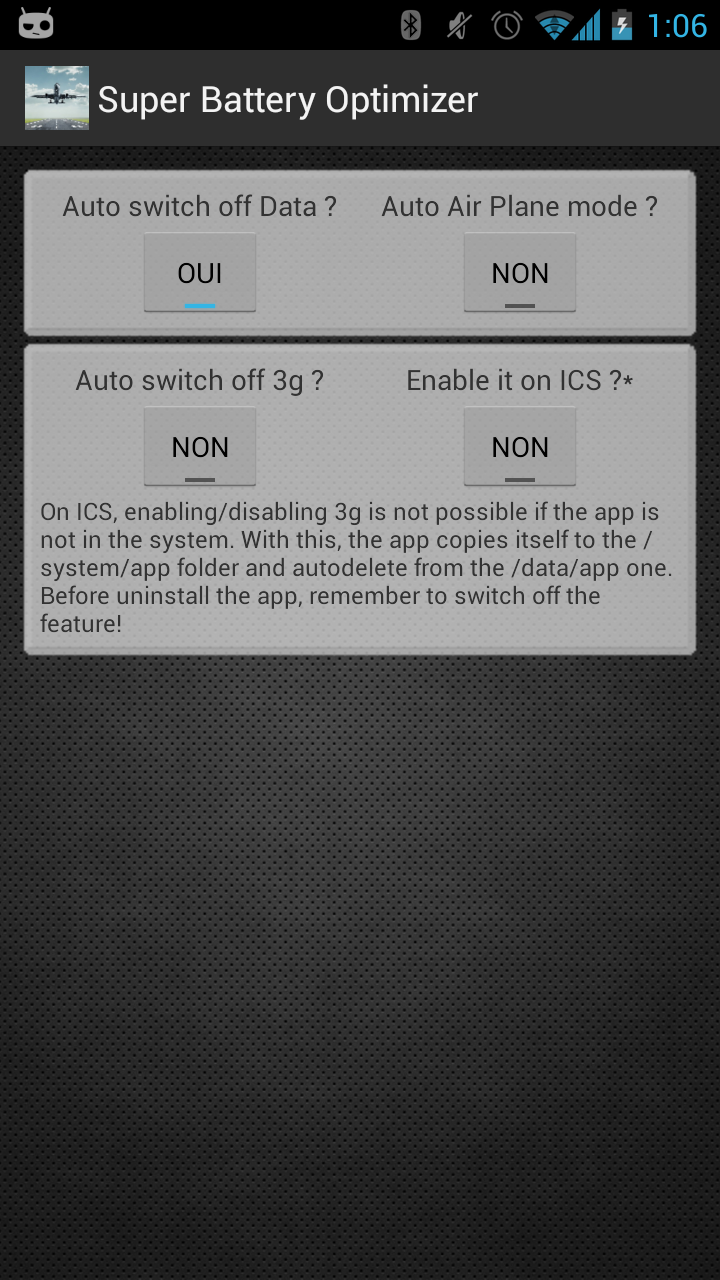 1:06
Super Battery Optimizer
Auto switch off Data ? Auto Air Plane mode ?
OUI NON
Auto switch off 3g ? Enable it on ICS ?*
NON NON
On ICS, enabling/disabling 3g is not possible if the app is
not in the system. With this, the app copies itself to the /
system/app folder and autodelete from the /data/app one.
Before uninstall the app, remember to switch off the
feature!